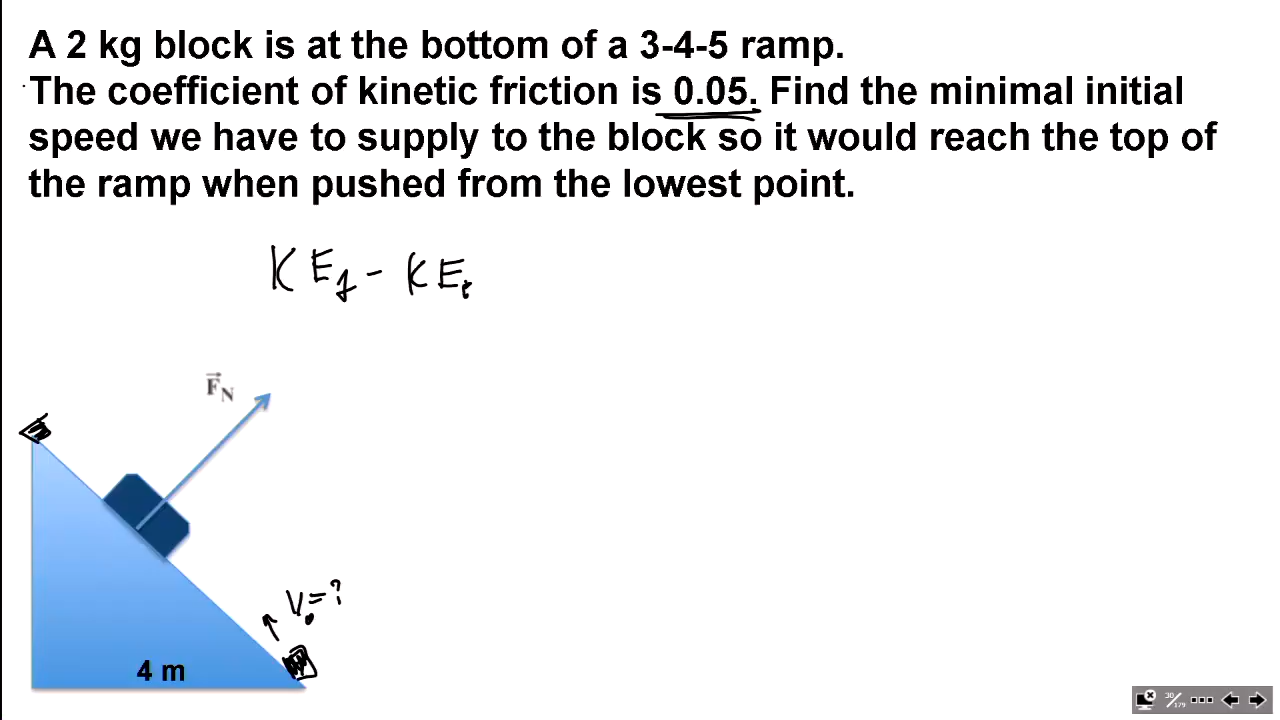 A 2 kg block is at the bottom of a 3-4-5 ramp.
The coefficient of kinetic friction is 0.05. Find the minimal initial
speed we have to supply to the block so it would reach the top of
the ramp when pushed from the lowest point.
KEf - KEi
F⃗N
V₀ = ?
4 m
30/179